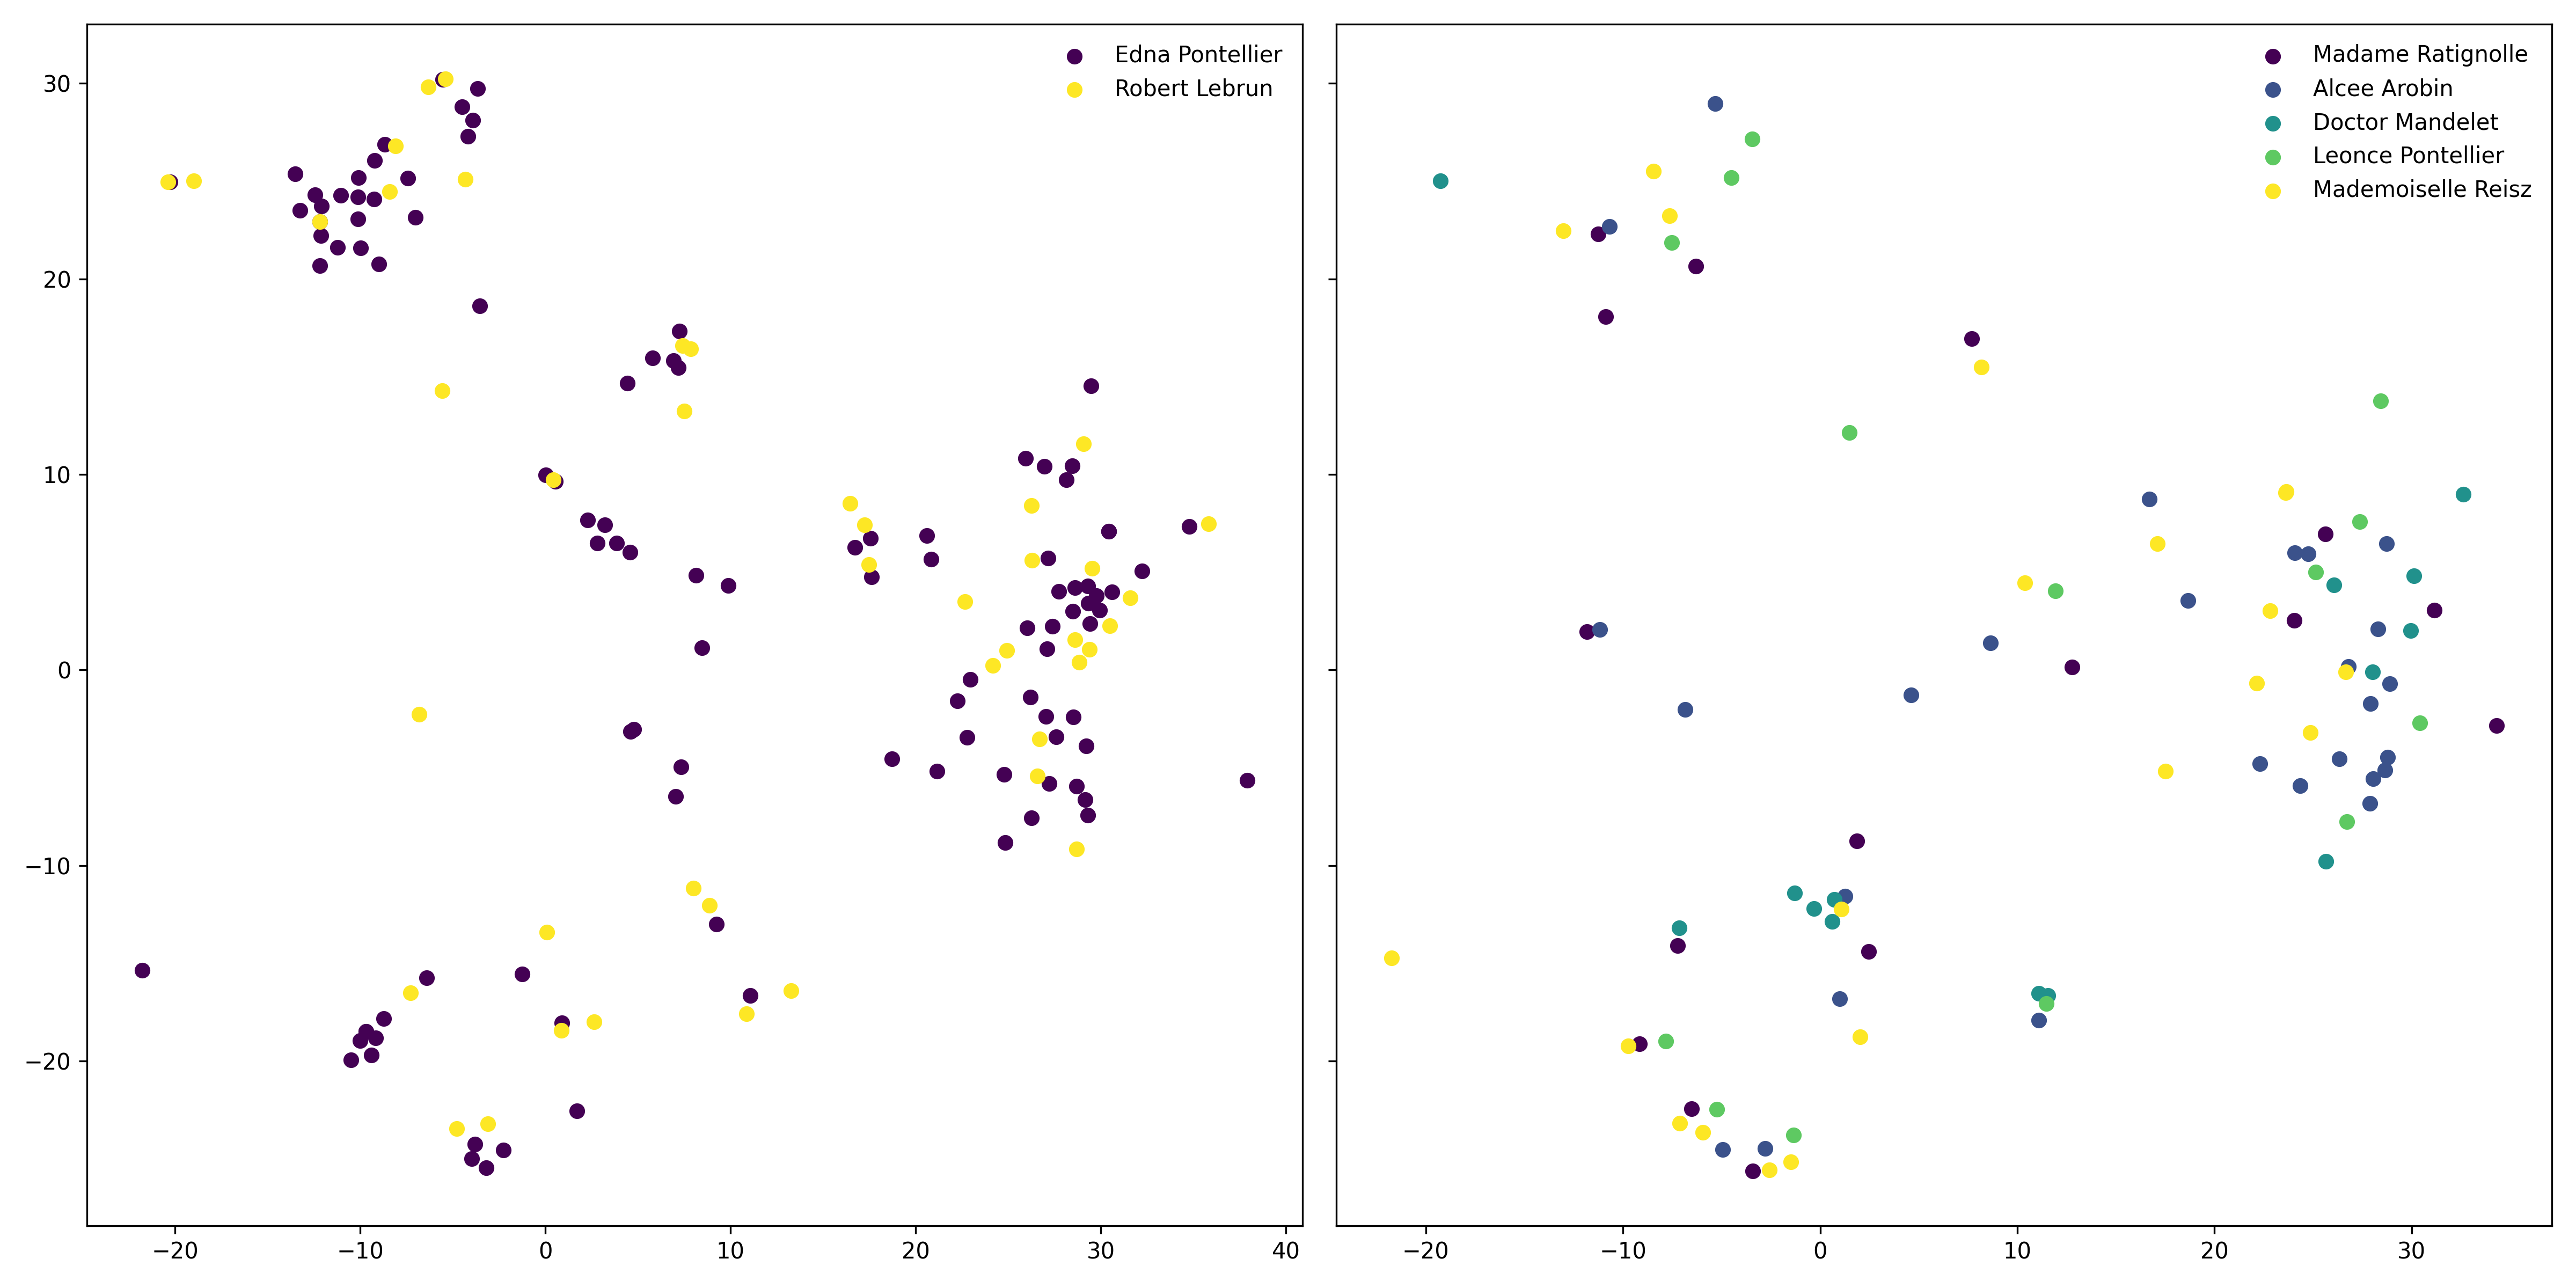 Edna Pontellier
Robert Lebrun
30
20
10
0
−10
−20
−20 −10 0 10 20 30 40
Madame Ratignolle
Alcee Arobin
Doctor Mandelet
Leonce Pontellier
Mademoiselle Reisz
−20 −10 0 10 20 30